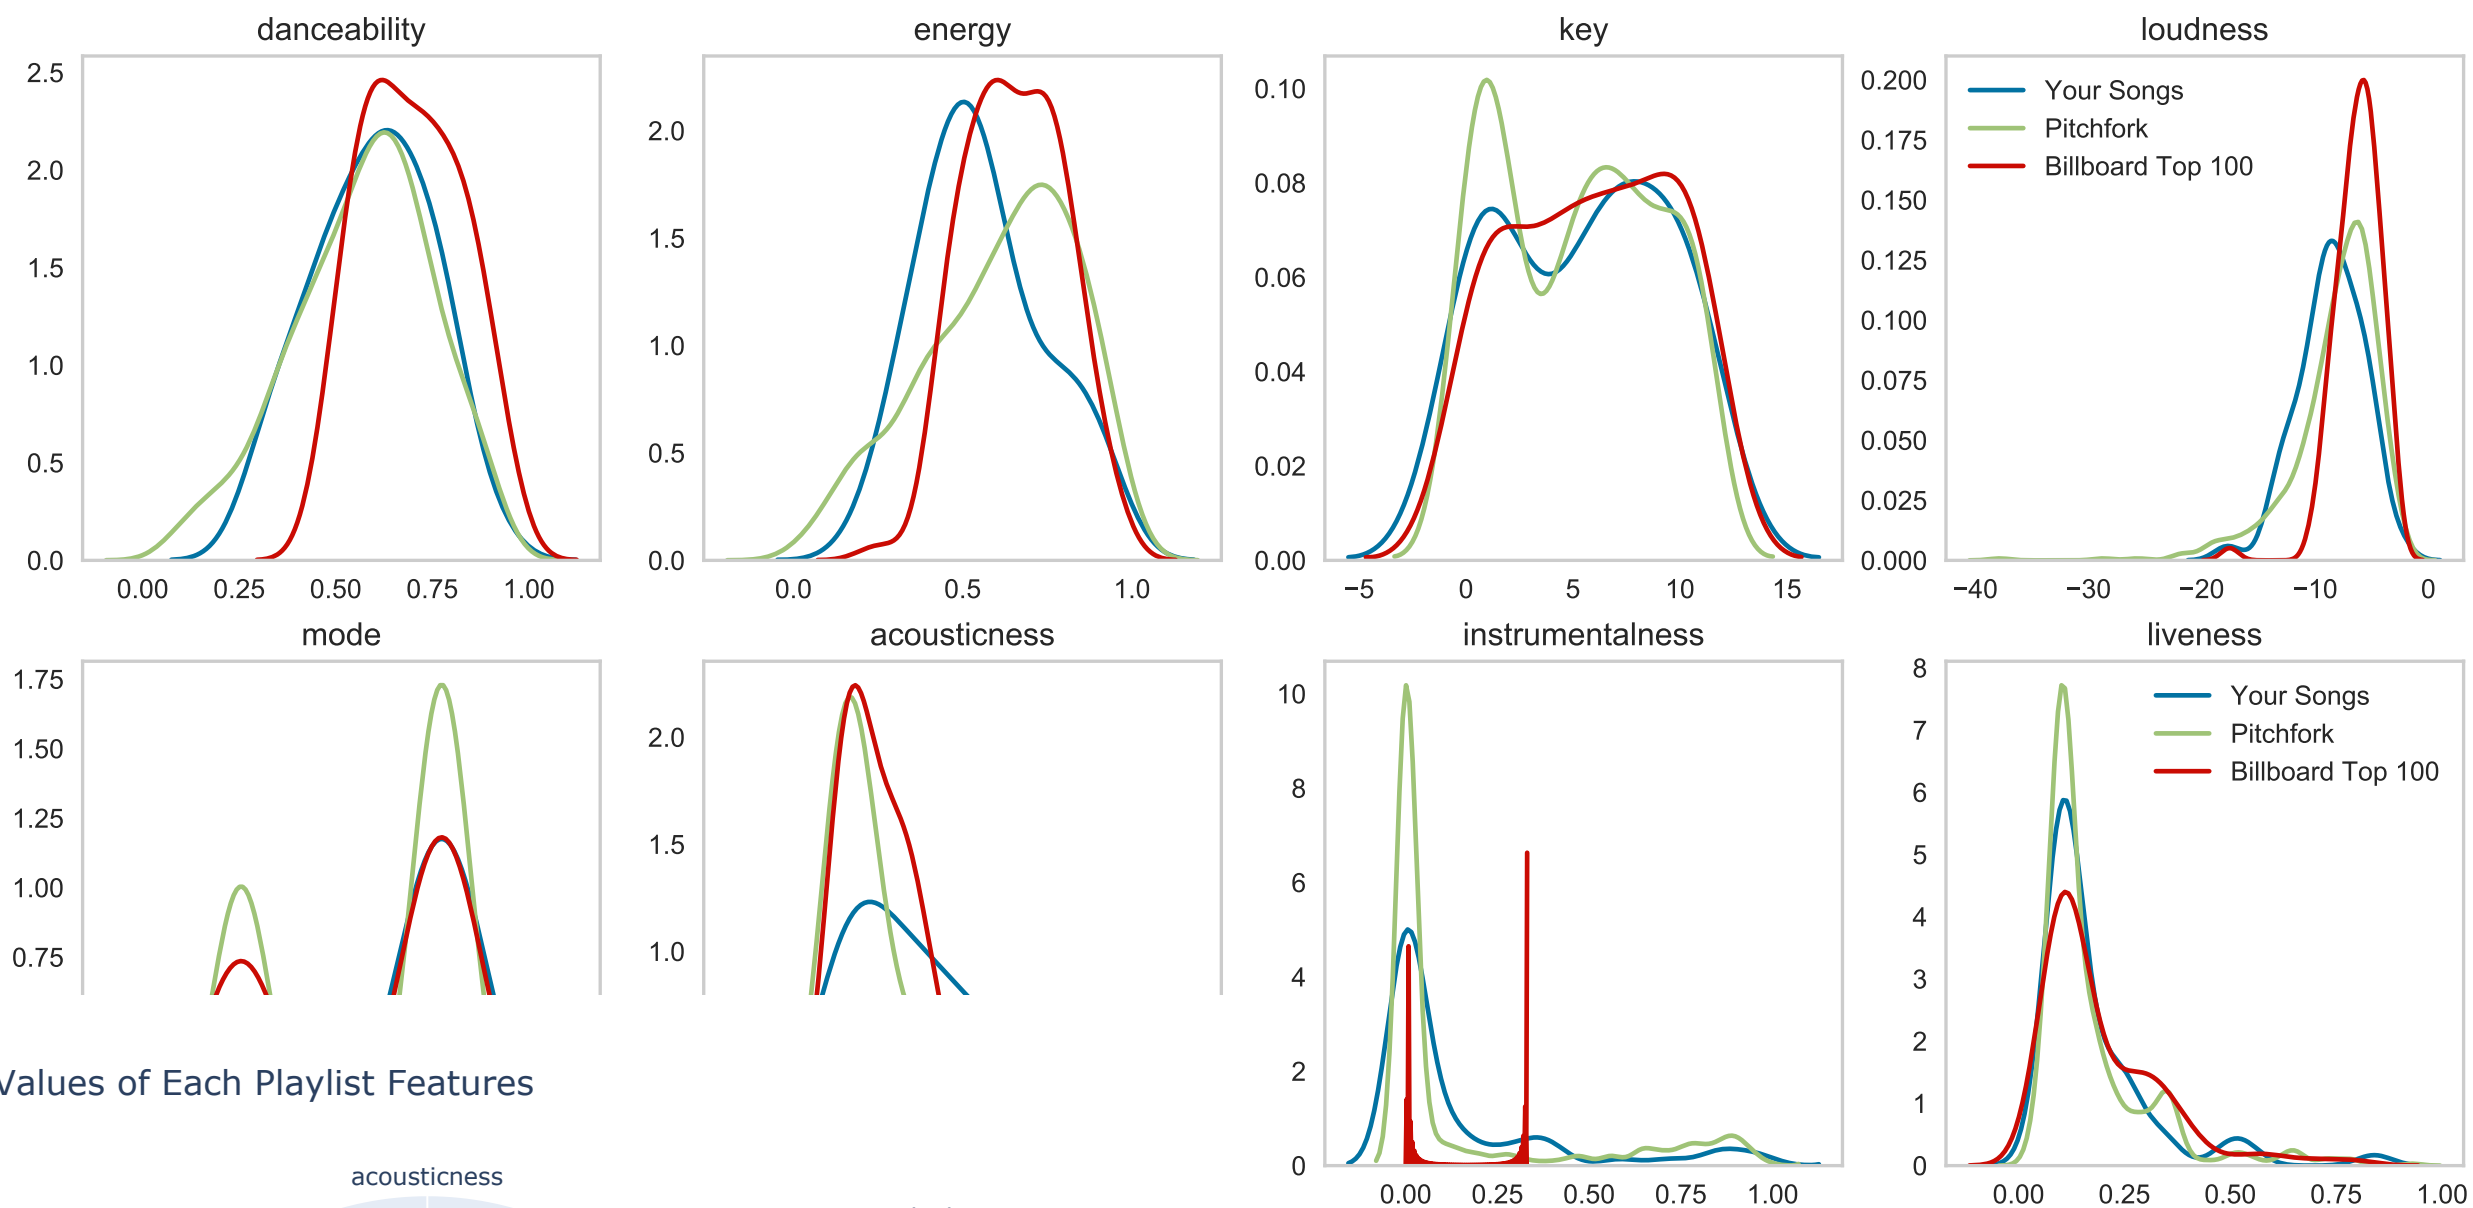 danceability
energy
key
loudness
2.5
2.0
1.5
1.0
0.5
0.0
0.00 0.25 0.50 0.75 1.00
2.0
1.5
1.0
0.5
0.0
0.0 0.5 1.0
0.10
0.08
0.06
0.04
0.02
0.00
−5 0 5 10 15
0.200
0.175
0.150
0.125
0.100
0.075
0.050
0.025
0.000
−40 −30 −20 −10 0
Your Songs
Pitchfork
Billboard Top 100
mode
acousticness
instrumentalness
liveness
1.75
1.50
1.25
1.00
0.75
2.0
1.5
1.0
10
8
6
4
2
0
0.00 0.25 0.50 0.75 1.00
8
7
6
5
4
3
2
1
0
0.00 0.25 0.50 0.75 1.00
Your Songs
Pitchfork
Billboard Top 100
Values of Each Playlist Features
acousticness